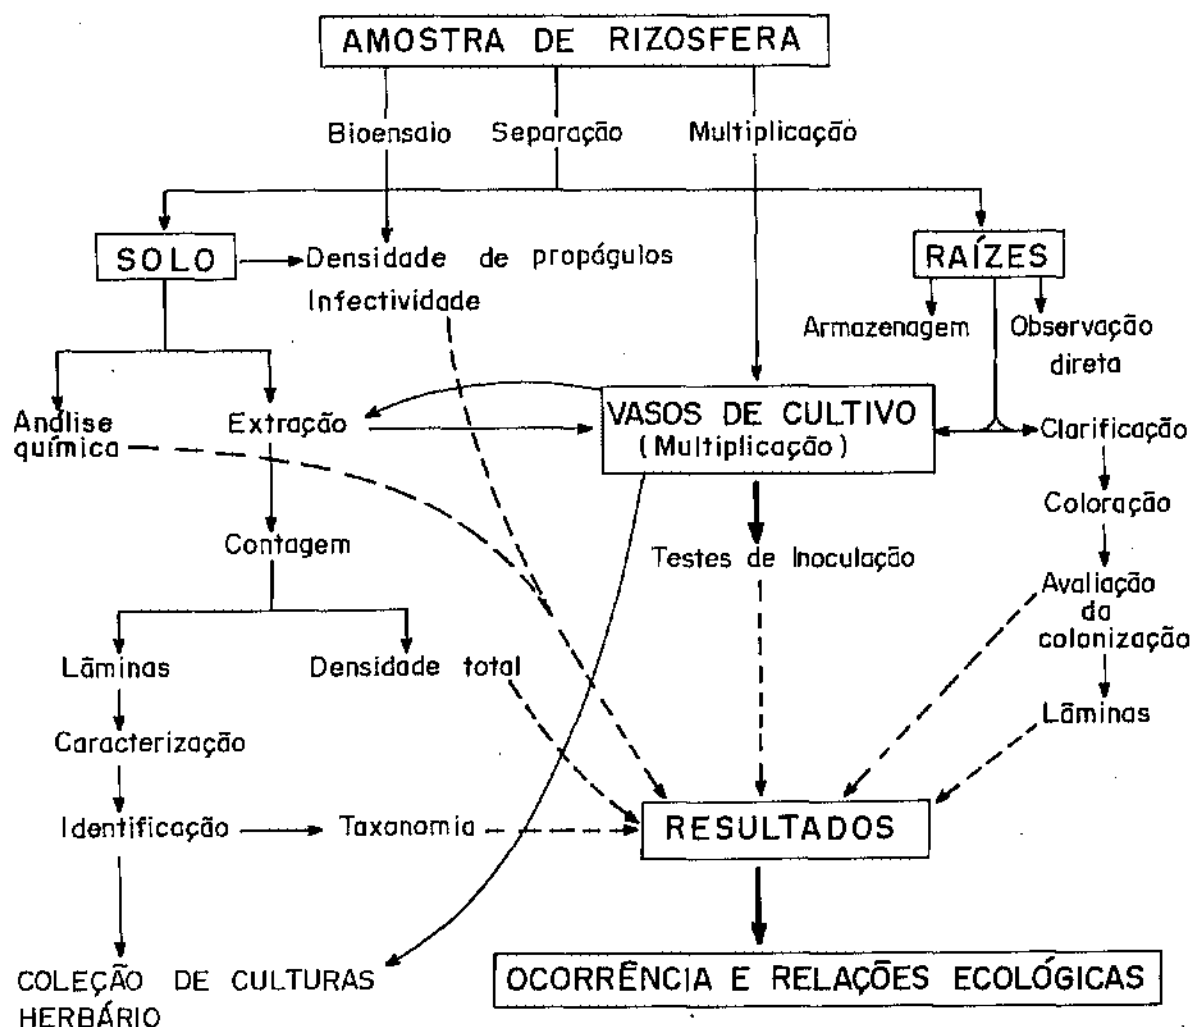 AMOSTRA DE RIZOSFERA
Bioensaio
Separação
Multiplicação
SOLO
Densidade de propágulos
Infectividade
RAÍZES
Armazenagem
Observação
direta
Análise
química
Extração
VASOS DE CULTIVO
(Multiplicação)
Clarificação
Coloração
Contagem
Testes de Inoculação
Avaliação
da
colonização
Lâminas
Densidade total
Lâminas
Caracterização
Identificação
Taxanomia
RESULTADOS
COLEÇÃO DE CULTURAS
HERBÁRIO
OCORRÊNCIA E RELAÇÕES ECOLÓGICAS